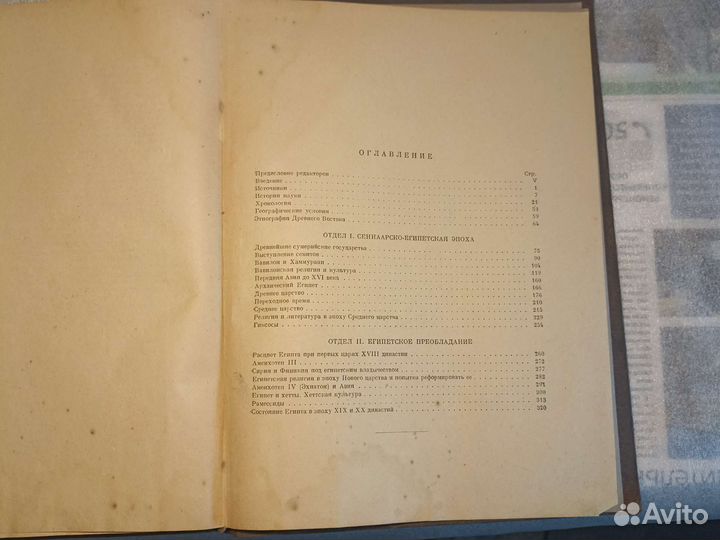 ОГЛАВЛЕНИЕ
Стр.
Предисловие редакторов V
Введение 1
Источники 7
История науки 21
Хронология 51
Географические условия 59
Этнография Древнего Востока 64
ОТДЕЛ I. СЕННААРСКО-ЕГИПЕТСКАЯ ЭПОХА
Древнейшие сумерийские государства 75
Выступление семитов 90
Вавилон и Хаммурапи 104
Вавилонская религия и культура 119
Передняя Азия до XVI века 160
Архаический Египет 166
Древнее царство 176
Переходное время 210
Среднее царство 215
Религия и литература в эпоху Среднего царства 229
Гиксосы 254
ОТДЕЛ II. ЕГИПЕТСКОЕ ПРЕОБЛАДАНИЕ
Расцвет Египта при первых царях XVIII династии 260
Аменхотеп III 272
Сирия и Финикия под египетским владычеством 277
Египетская религия в эпоху Нового царства и попытка реформировать ее 282
Аменхотеп IV (Эхнатон) и Азия 291
Египет и хетты. Хеттская культура 300
Рамессиды 313
Состояние Египта в эпоху XIX и XX династий 320
Avito